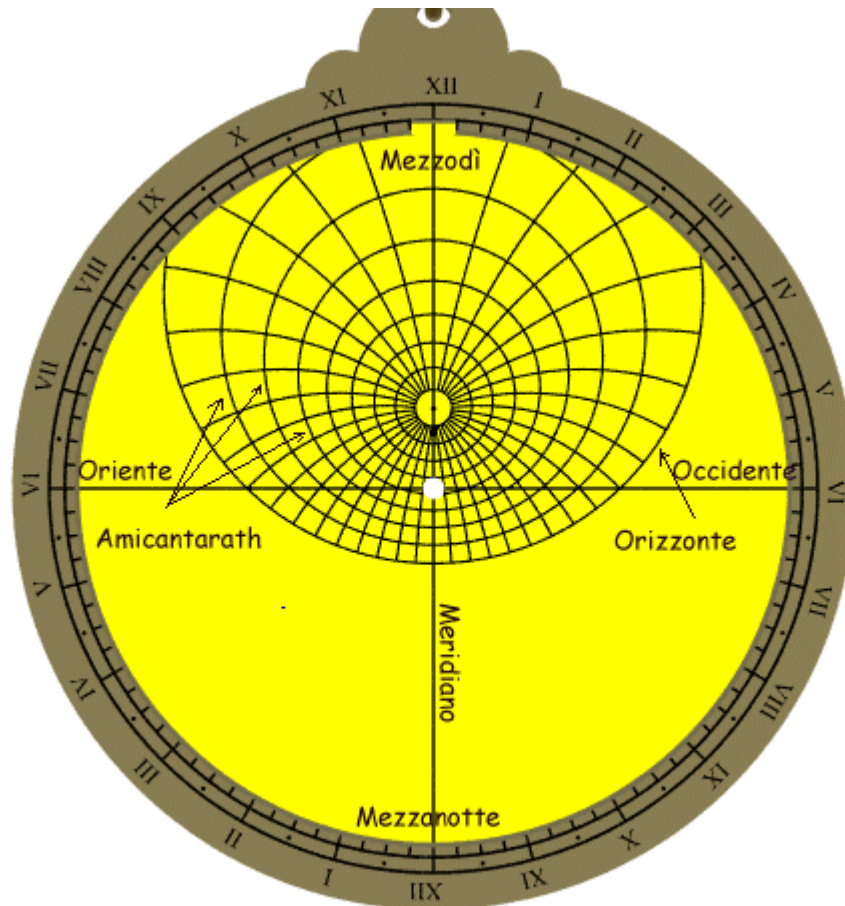 XII
XI
I
X
II
IX
III
VIII
IV
VII
V
VI
VI
V
VII
IV
VIII
III
IX
II
X
I
XI
XII
Mezzodì
Oriente
Occidente
Amicantarath
Orizzonte
Meridiano
Mezzanotte